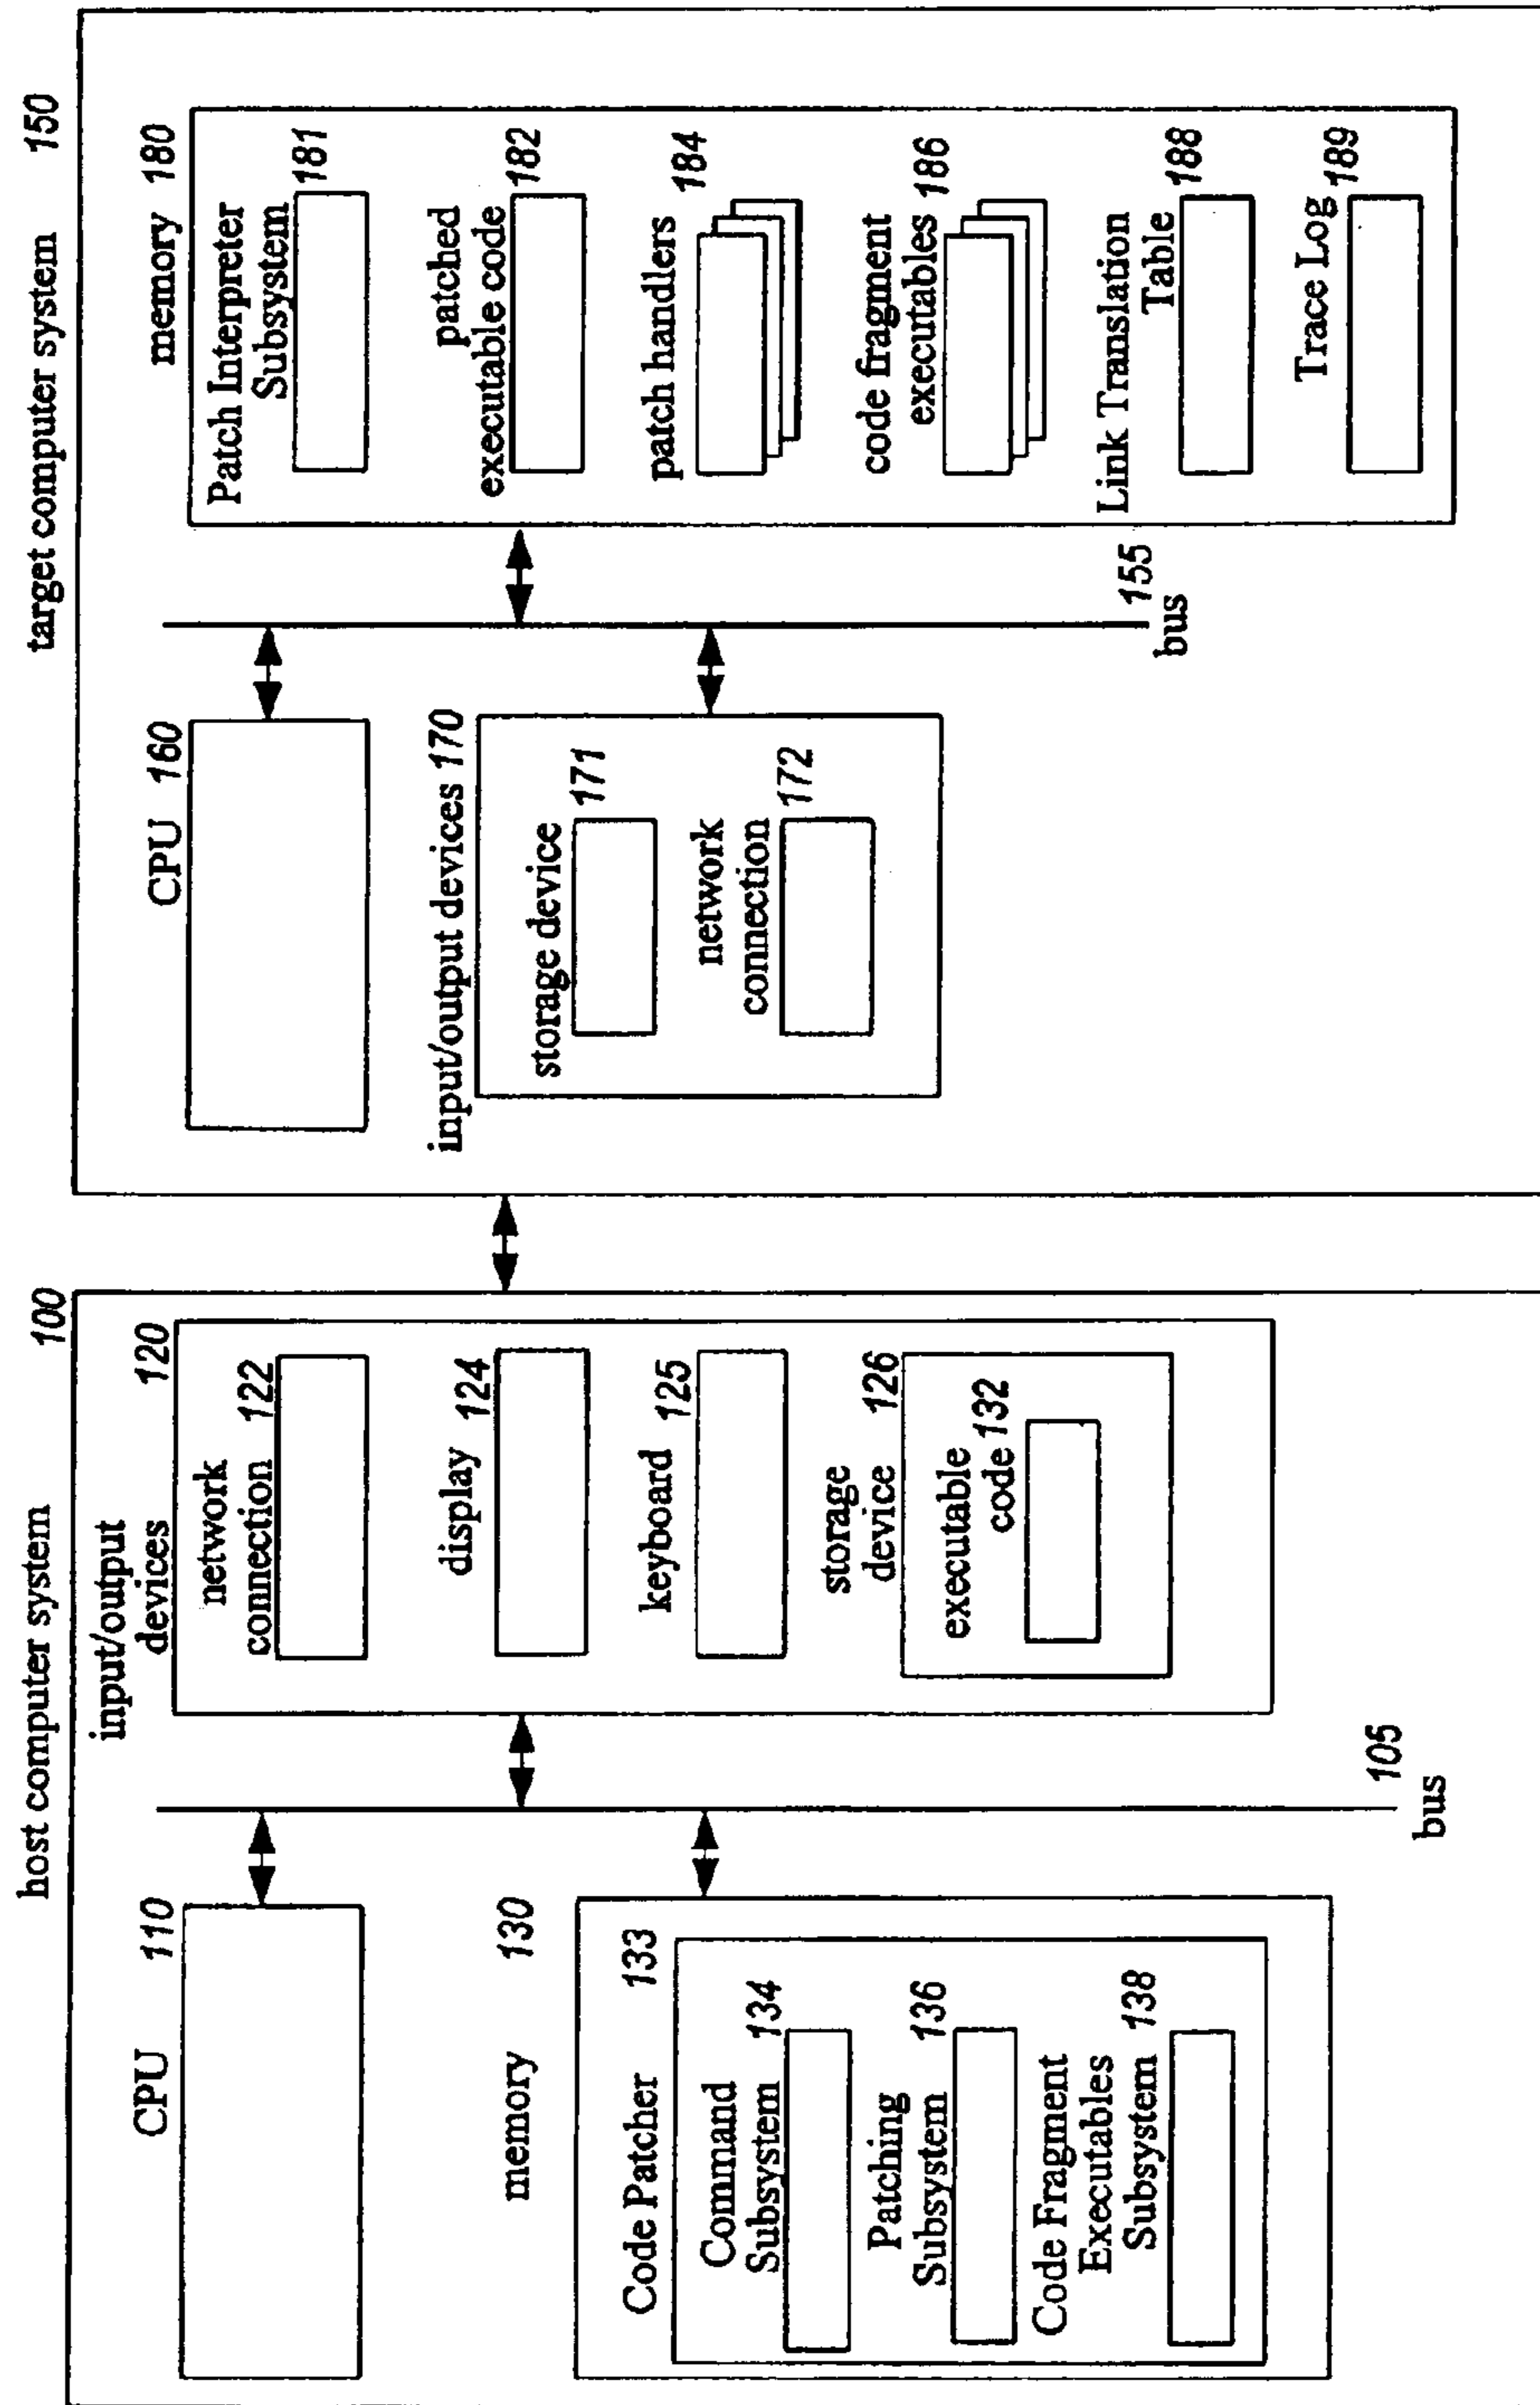 host computer system 100
CPU 110
memory 130
Code Patcher 133
Command
Subsystem 134
Patching
Subsystem 136
Code Fragment
Executables
Subsystem 138
105
bus
input/output
devices 120
network
connection 122
display 124
keyboard 125
storage
device 126
executable
code 132
target computer system 150
CPU 160
input/output devices 170
storage device 171
network
connection 172
155
bus
memory 180
Patch Interpreter
Subsystem 181
patched
executable code 182
patch handlers 184
code fragment
executables 186
Link Translation
Table 188
Trace Log 189